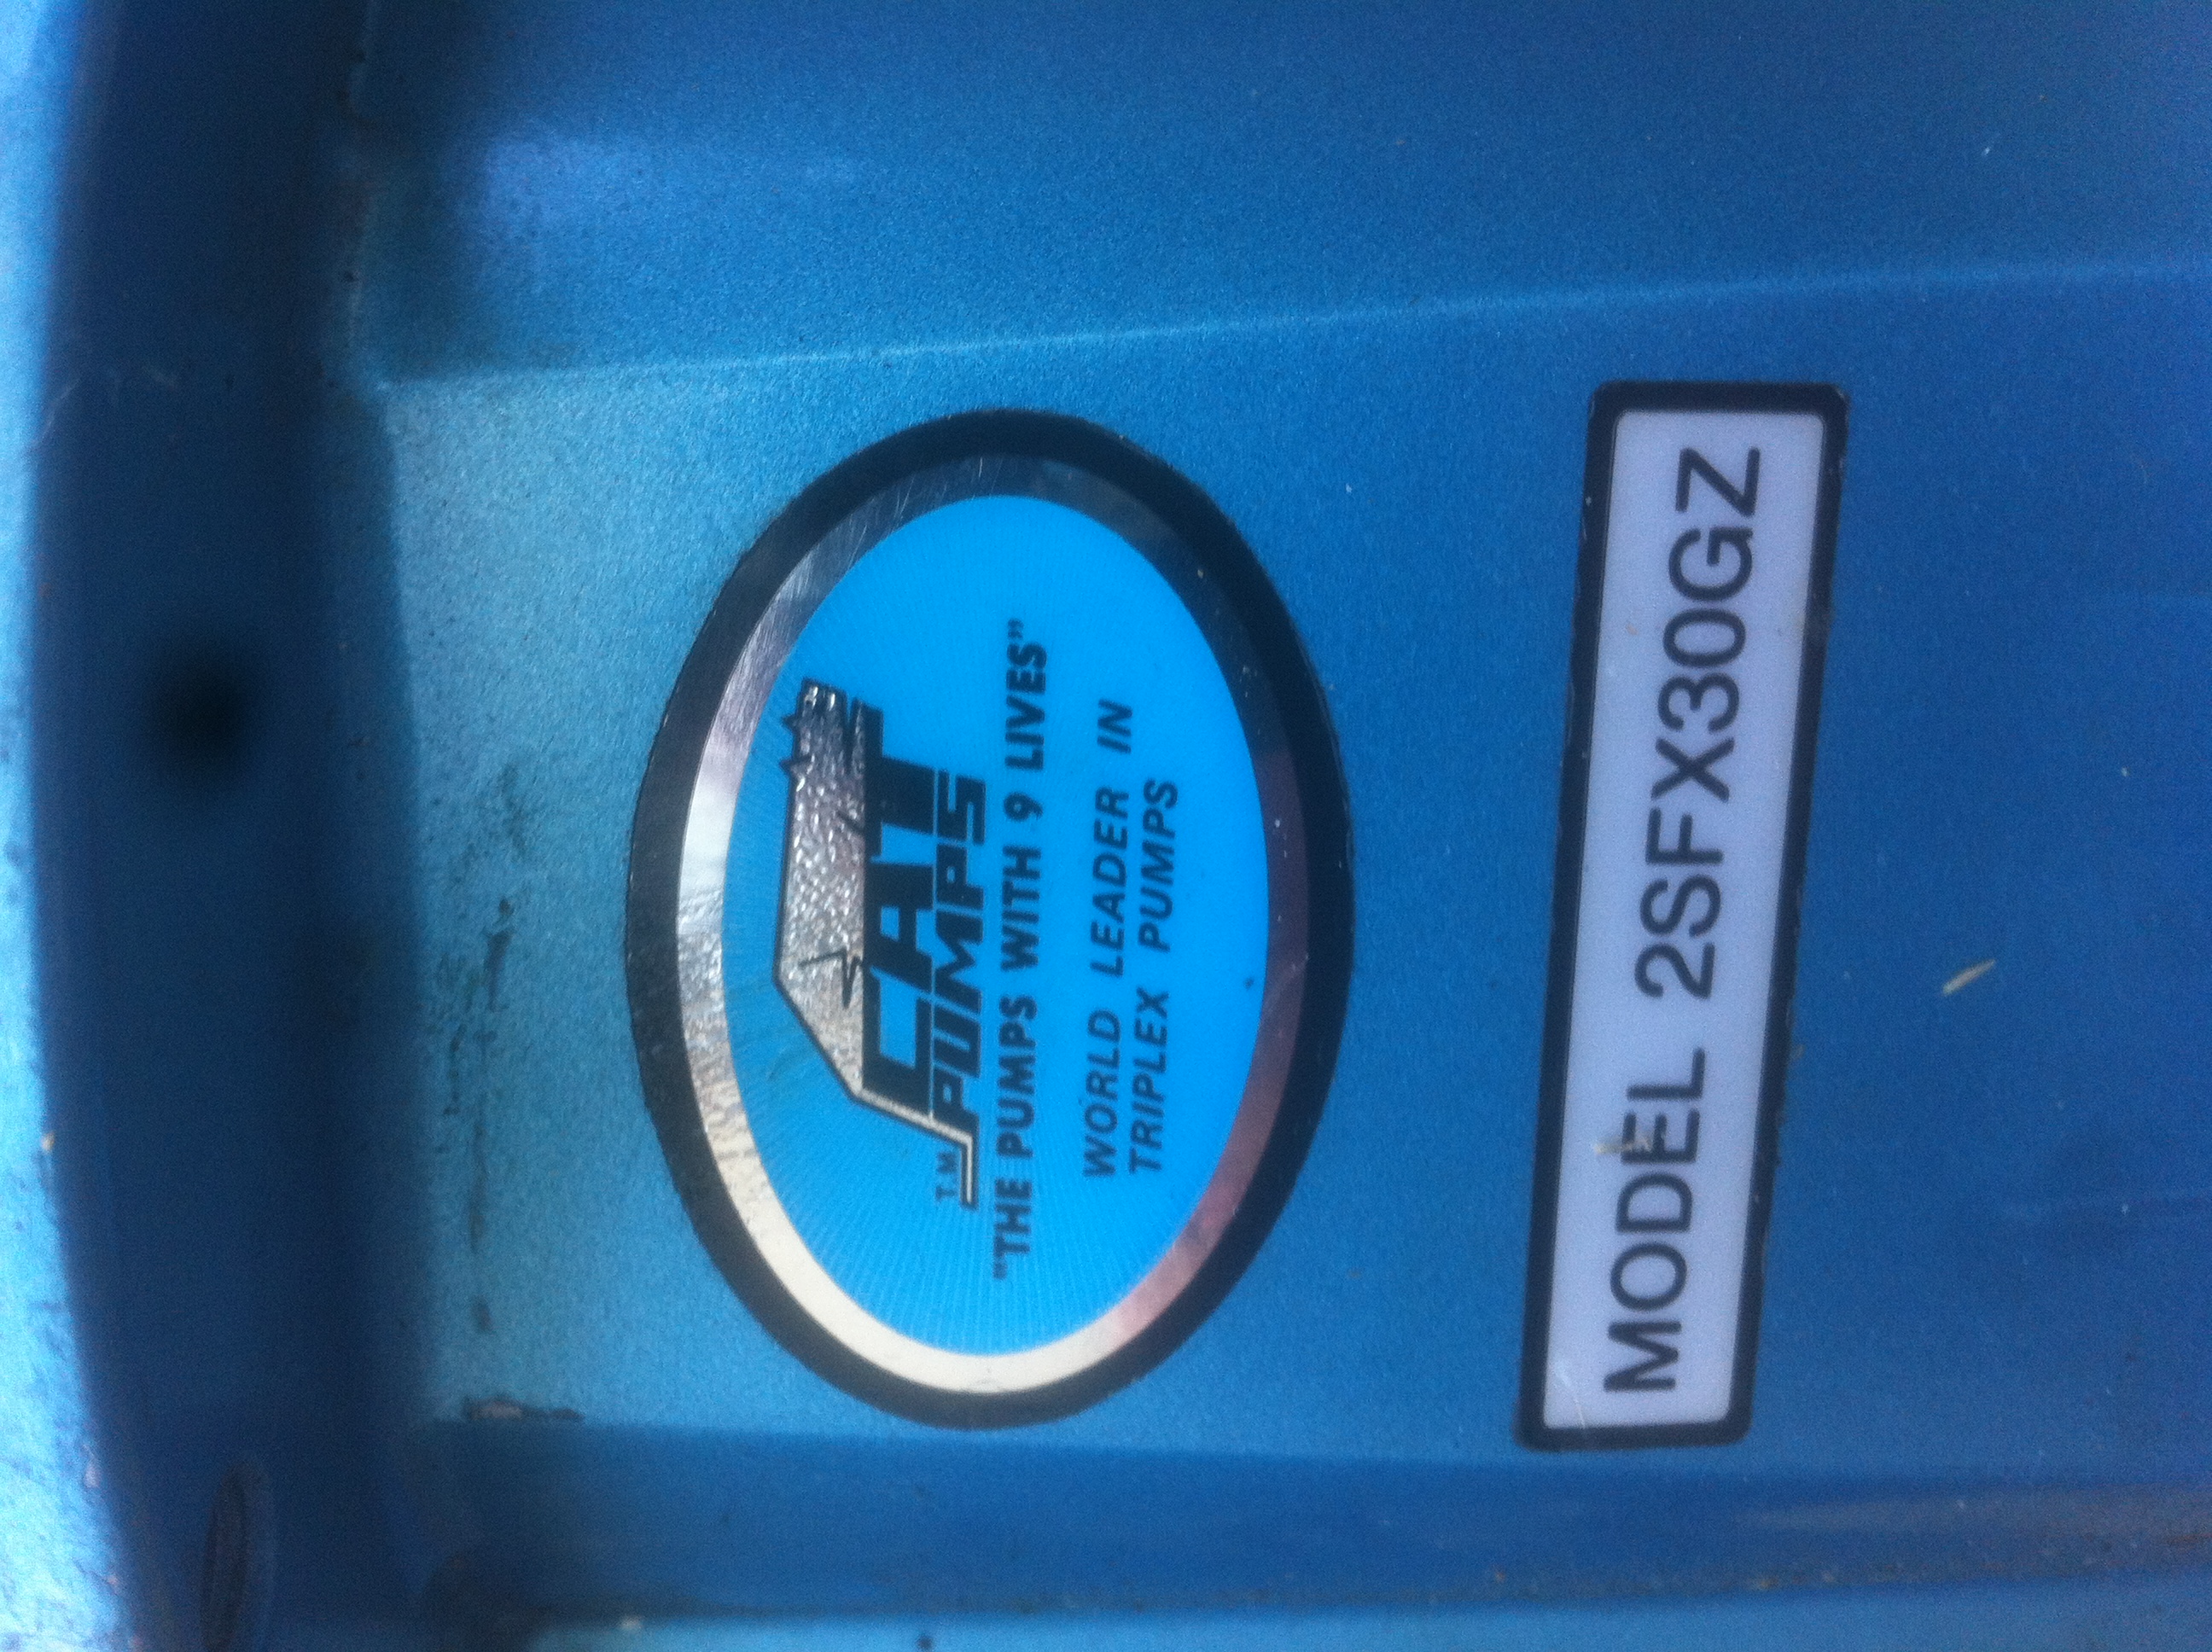 CAT
PUMPS
T.M.
"THE PUMPS WITH 9 LIVES"
WORLD LEADER IN
TRIPLEX PUMPS
MODEL 2SFX30GZ